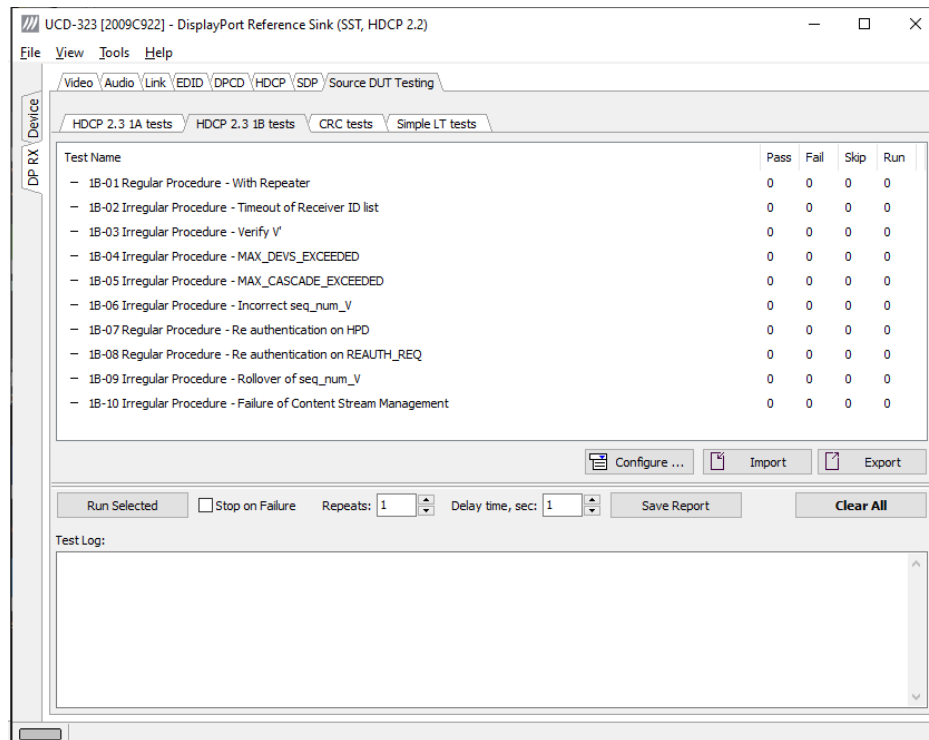 UCD-323 [2009C922] - DisplayPort Reference Sink (SST, HDCP 2.2)
File View Tools Help
Device
DP RX
Video Audio Link EDID DPCD HDCP SDP Source DUT Testing
HDCP 2.3 1A tests HDCP 2.3 1B tests CRC tests Simple LT tests
Test Name Pass Fail Skip Run
1B-01 Regular Procedure - With Repeater 0 0 0 0
1B-02 Irregular Procedure - Timeout of Receiver ID list 0 0 0 0
1B-03 Irregular Procedure - Verify V' 0 0 0 0
1B-04 Irregular Procedure - MAX_DEVS_EXCEEDED 0 0 0 0
1B-05 Irregular Procedure - MAX_CASCADE_EXCEEDED 0 0 0 0
1B-06 Irregular Procedure - Incorrect seq_num_V 0 0 0 0
1B-07 Regular Procedure - Re authentication on HPD 0 0 0 0
1B-08 Regular Procedure - Re authentication on REAUTH_REQ 0 0 0 0
1B-09 Irregular Procedure - Rollover of seq_num_V 0 0 0 0
1B-10 Irregular Procedure - Failure of Content Stream Management 0 0 0 0
Configure ... Import Export
Run Selected Stop on Failure Repeats: 1 Delay time, sec: 1 Save Report Clear All
Test Log: